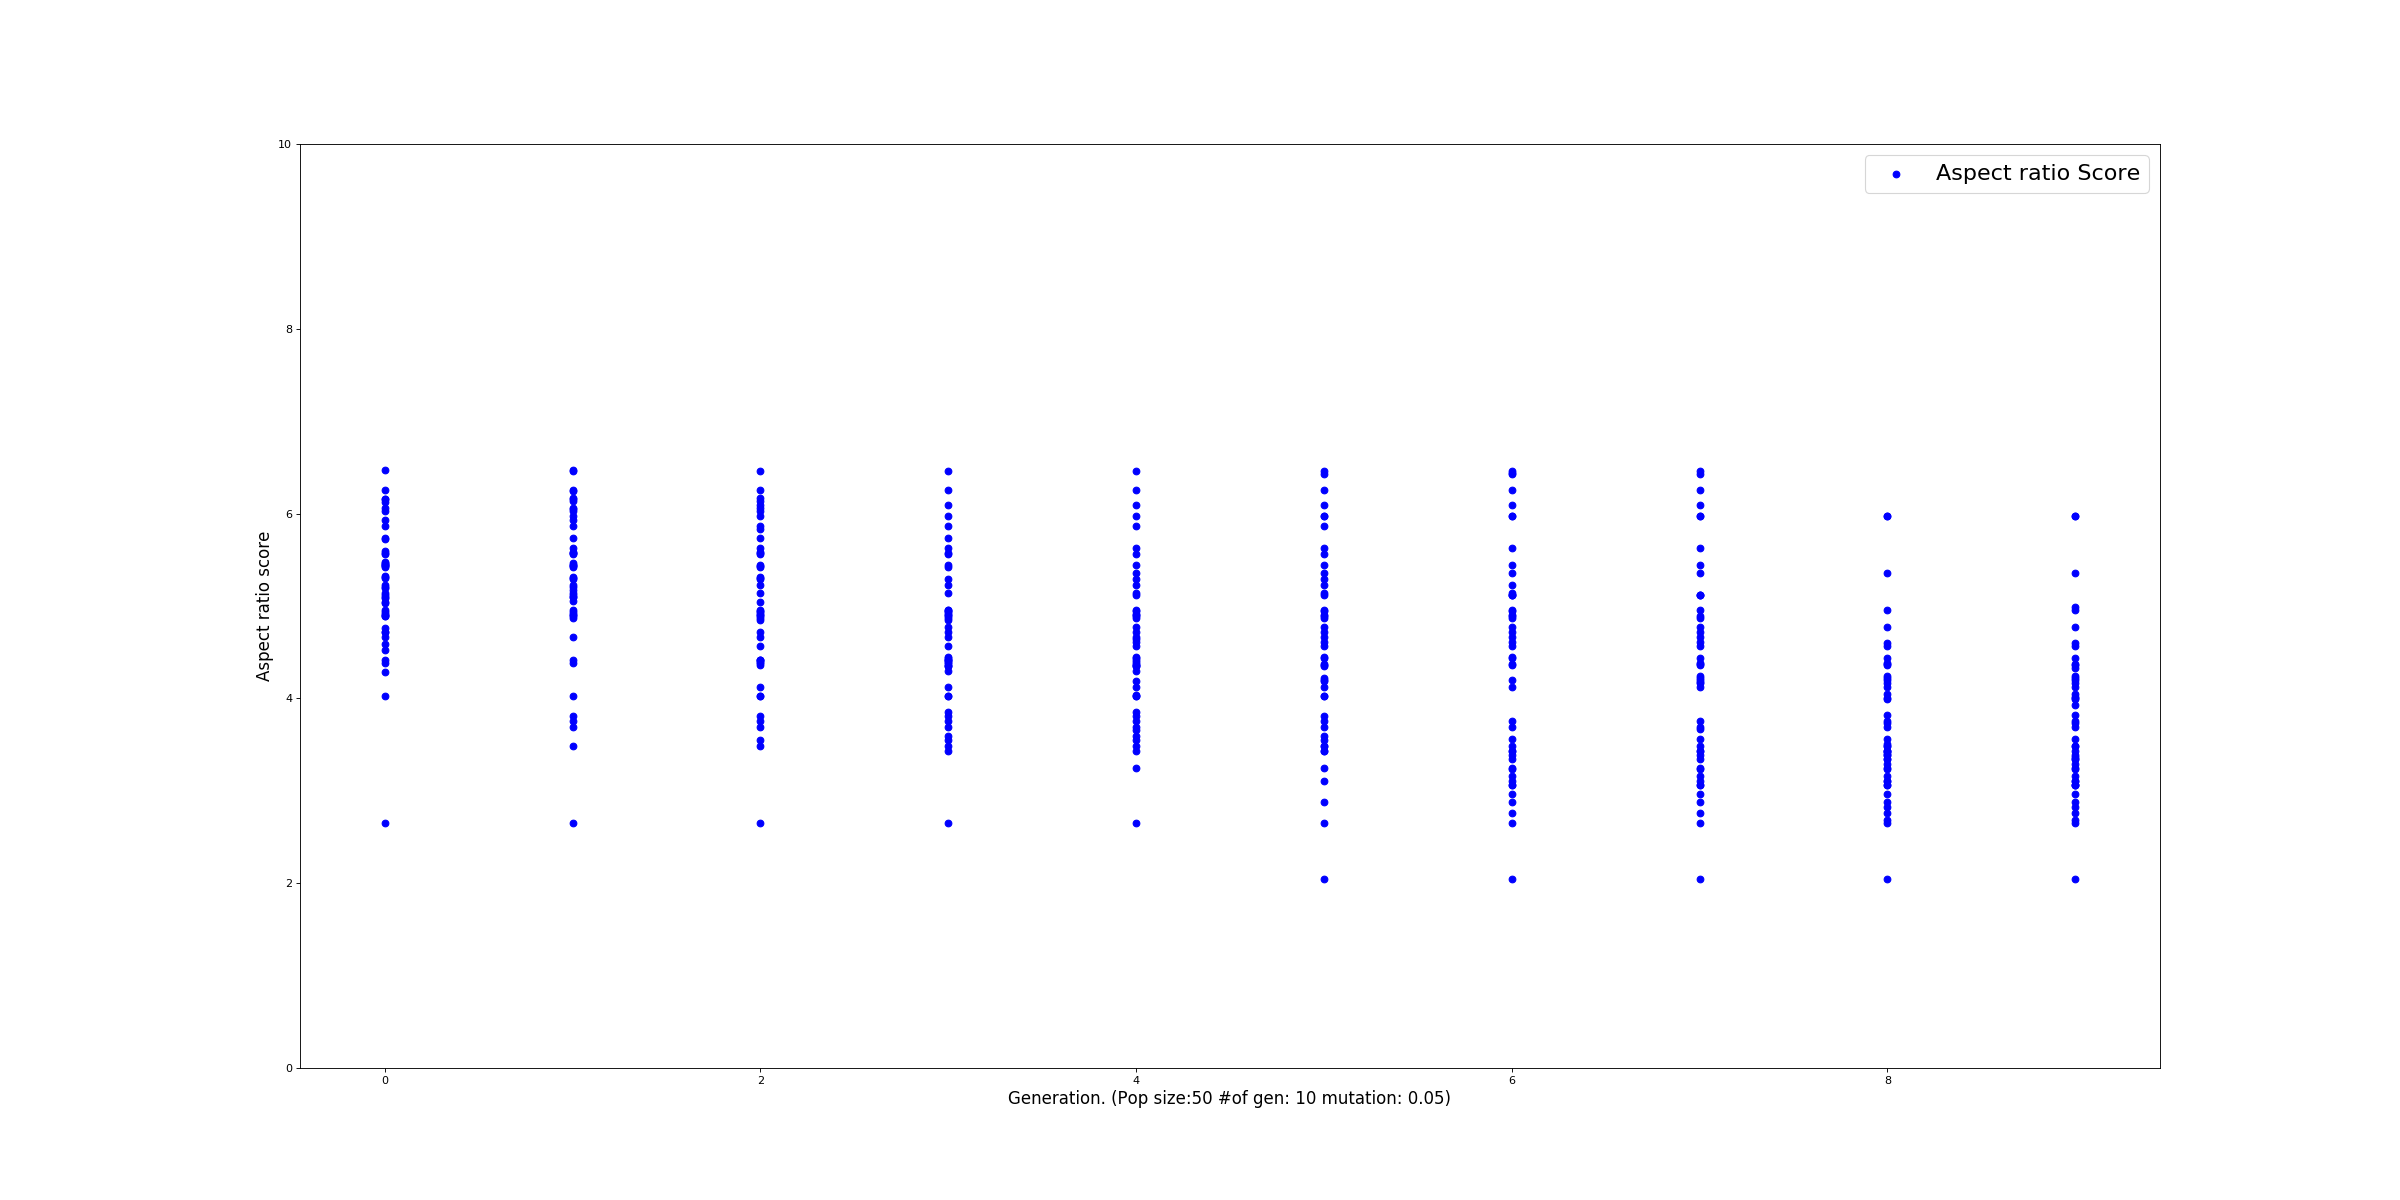 10
Aspect ratio Score
8
6
Aspect ratio score
4
2
0
0 2 4 6 8
Generation. (Pop size:50 #of gen: 10 mutation: 0.05)